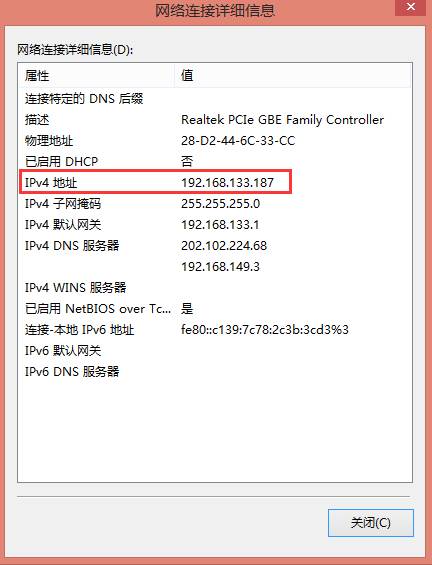 网络连接详细信息
网络连接详细信息(D):
属性 值
连接特定的 DNS 后缀
描述 Realtek PCIe GBE Family Controller
物理地址 28-D2-44-6C-33-CC
已启用 DHCP 否
IPv4 地址 192.168.133.187
IPv4 子网掩码 255.255.255.0
IPv4 默认网关 192.168.133.1
IPv4 DNS 服务器 202.102.224.68
192.168.149.3
IPv4 WINS 服务器
已启用 NetBIOS over Tc... 是
连接-本地 IPv6 地址 fe80::c139:7c78:2c3b:3cd3%3
IPv6 默认网关
IPv6 DNS 服务器
关闭(C)